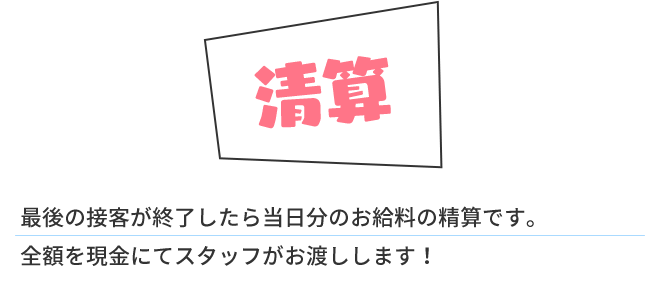 清算
最後の接客が終了したら当日分のお給料の精算です。
全額を現金にてスタッフがお渡しします！